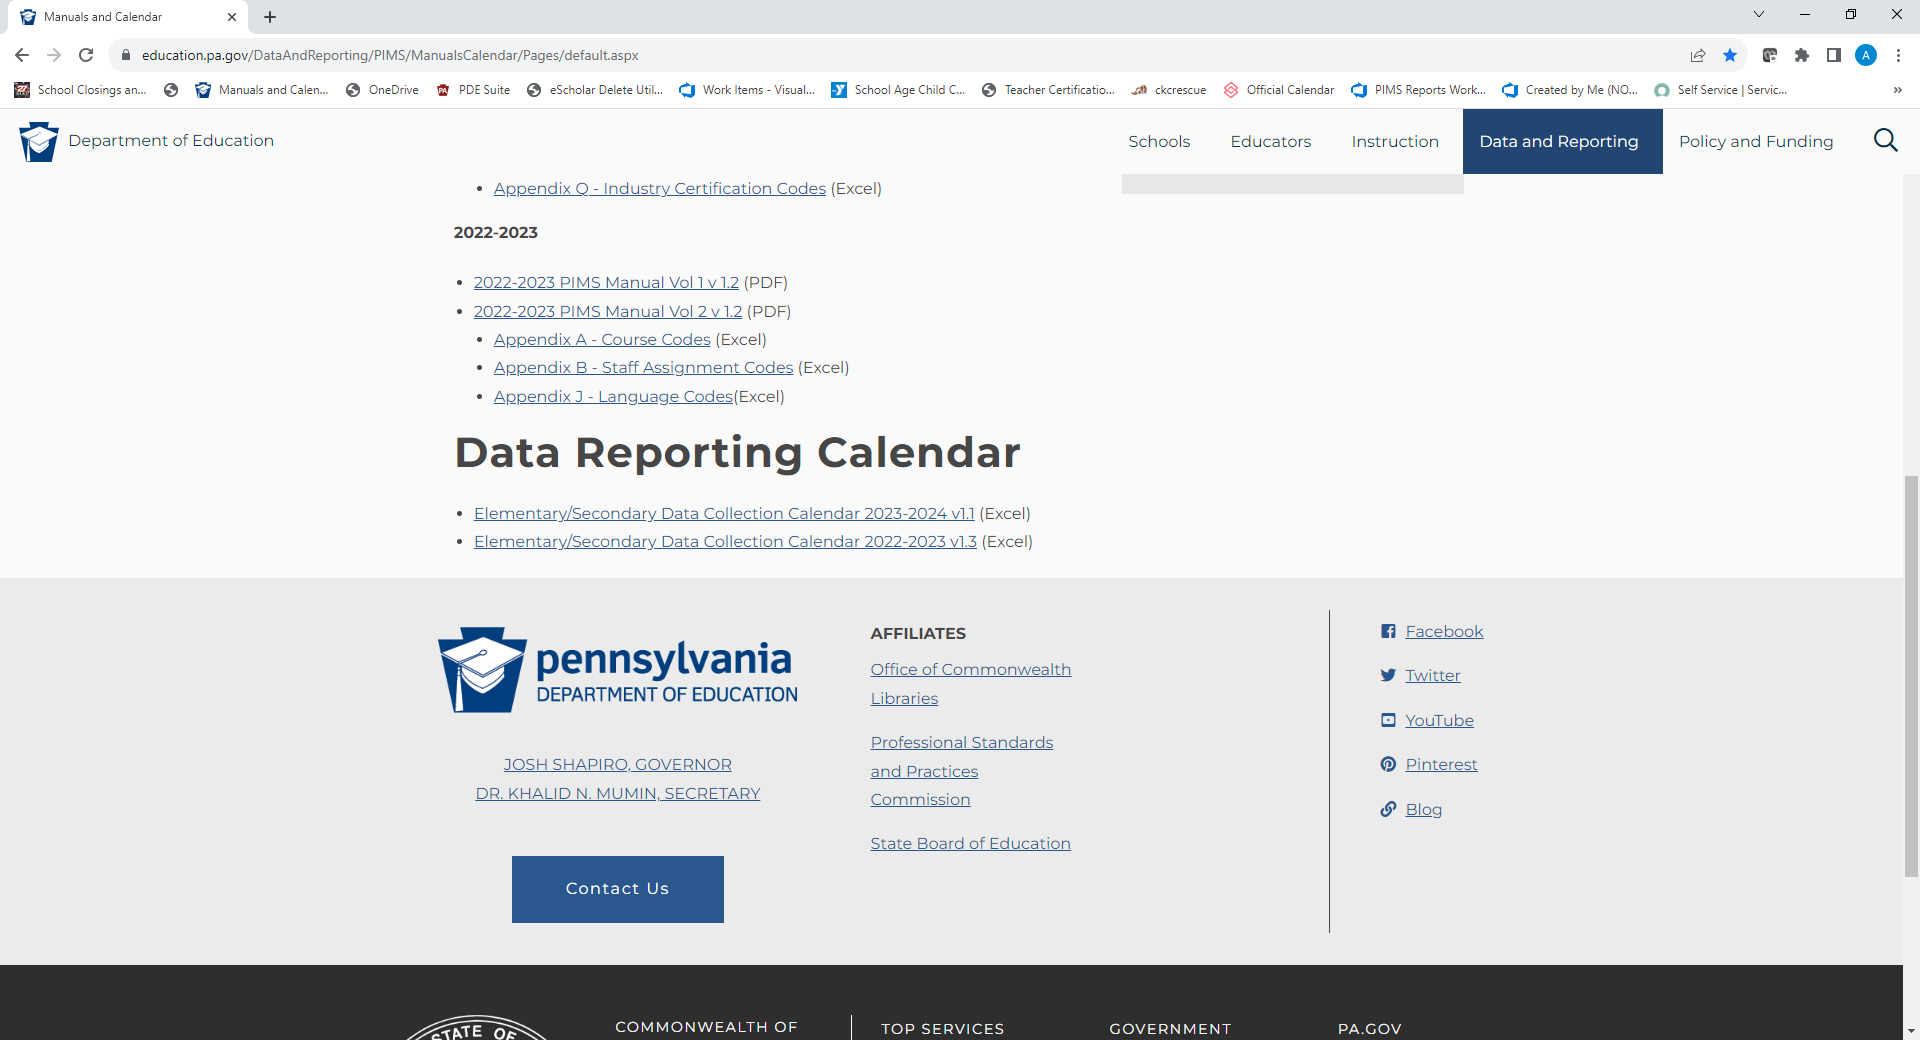 Manuals and Calendar
education.pa.gov/DataAndReporting/PIMS/ManualsCalendar/Pages/default.aspx
A
School Closings an...
Manuals and Calen...
OneDrive
PA
PDE Suite
eScholar Delete Util...
Work Items - Visual...
School Age Child C...
Teacher Certificatio...
ckcrescue
Official Calendar
PIMS Reports Work...
Created by Me (NO...
Self Service | Servic...
»
Department of Education
Schools
Educators
Instruction
Data and Reporting
Policy and Funding
• Appendix Q - Industry Certification Codes (Excel)
2022-2023
• 2022-2023 PIMS Manual Vol 1 v 1.2 (PDF)
• 2022-2023 PIMS Manual Vol 2 v 1.2 (PDF)
• Appendix A - Course Codes (Excel)
• Appendix B - Staff Assignment Codes (Excel)
• Appendix J - Language Codes(Excel)
Data Reporting Calendar
• Elementary/Secondary Data Collection Calendar 2023-2024 v1.1 (Excel)
• Elementary/Secondary Data Collection Calendar 2022-2023 v1.3 (Excel)
pennsylvania
DEPARTMENT OF EDUCATION
JOSH SHAPIRO, GOVERNOR
DR. KHALID N. MUMIN, SECRETARY
Contact Us
AFFILIATES
Office of Commonwealth
Libraries
Professional Standards
and Practices
Commission
State Board of Education
Facebook
Twitter
YouTube
Pinterest
Blog
STATE OF
COMMONWEALTH OF
TOP SERVICES
GOVERNMENT
PA.GOV